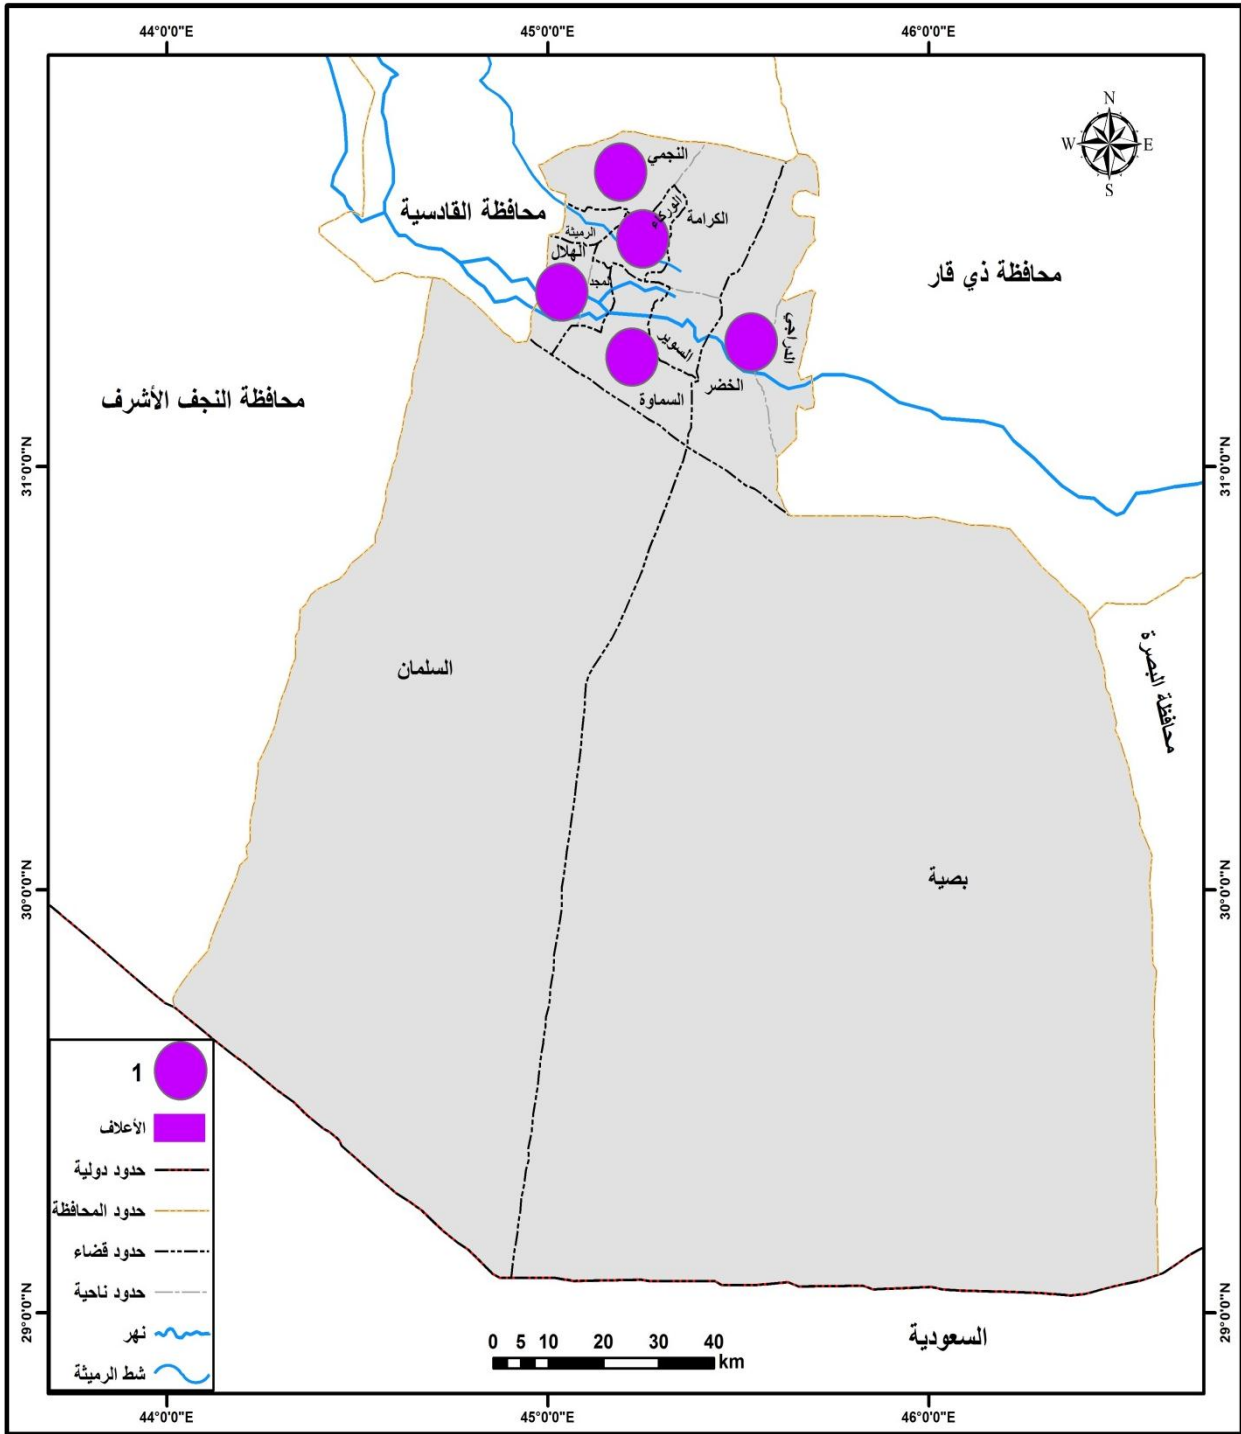 44°0'0"E
45°0'0"E
46°0'0"E
N
W
E
S
النجمي
الوركاء
الكرامة
محافظة القادسية
الرميثة
الهلال
المجد
محافظة ذي قار
الدراجي
السوير
الخضر
السماوة
محافظة النجف الأشرف
31°0'0"N
31°0'0"N
السلمان
محافظة البصرة
بصية
30°0'0"N
30°0'0"N
1
الأعلاف
حدود دولية
حدود المحافظة
حدود قضاء
حدود ناحية
نهر
شط الرميثة
29°0'0"N
29°0'0"N
السعودية
0 5 10 20 30 40
km
44°0'0"E
45°0'0"E
46°0'0"E